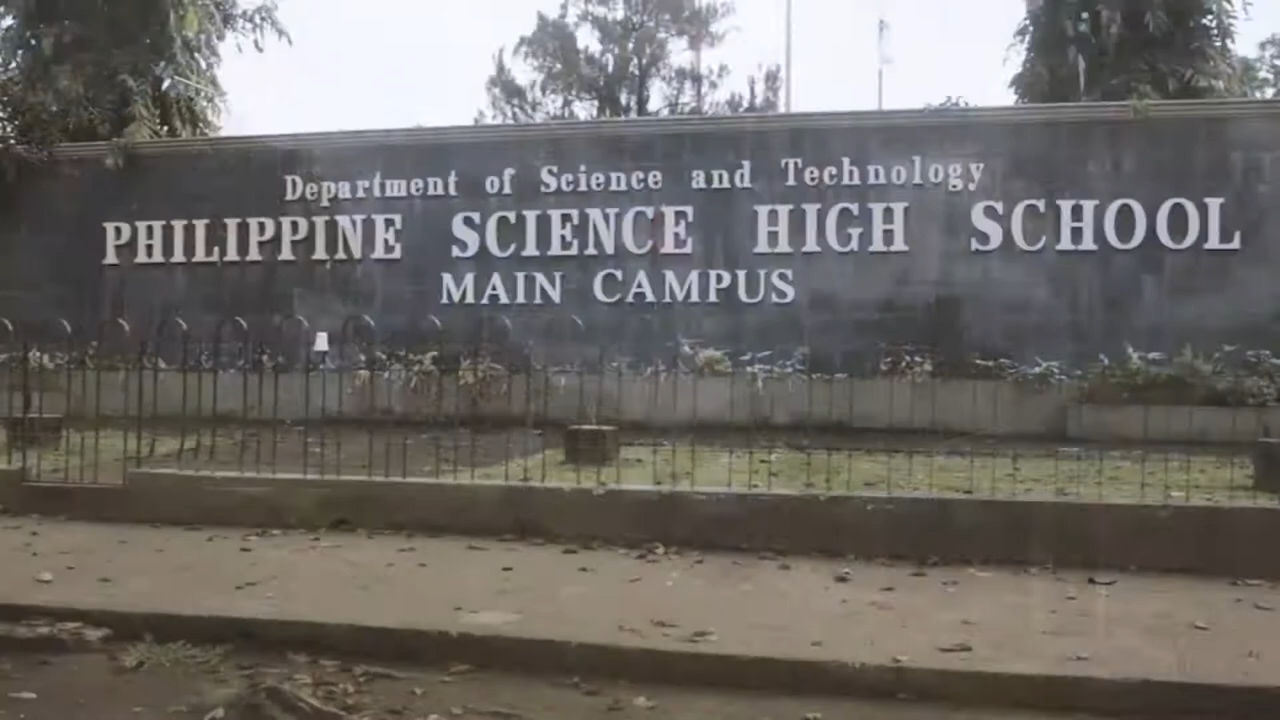 Department of Science and Technology
PHILIPPINE SCIENCE HIGH SCHOOL
MAIN CAMPUS